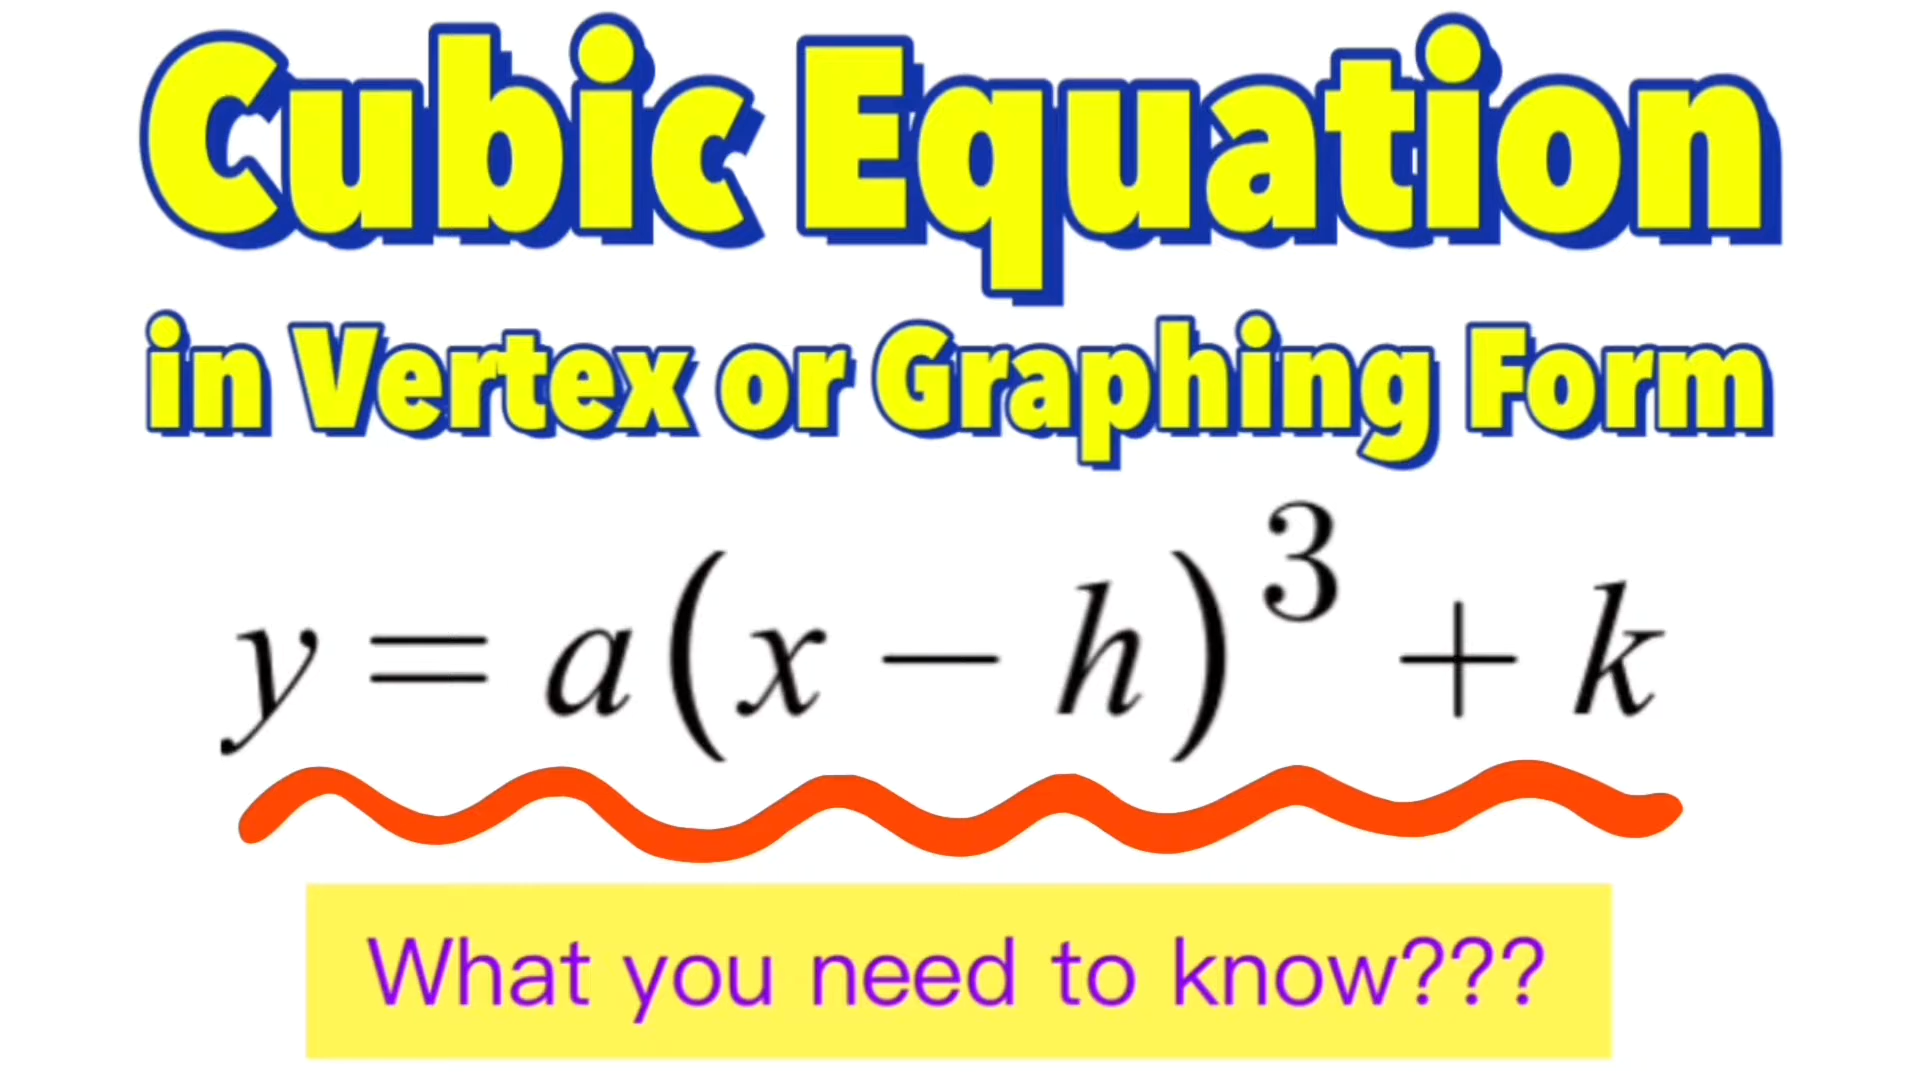 Cubic Equation
in Vertex or Graphing Form
y = a(x − h)³ + k
What you need to know???